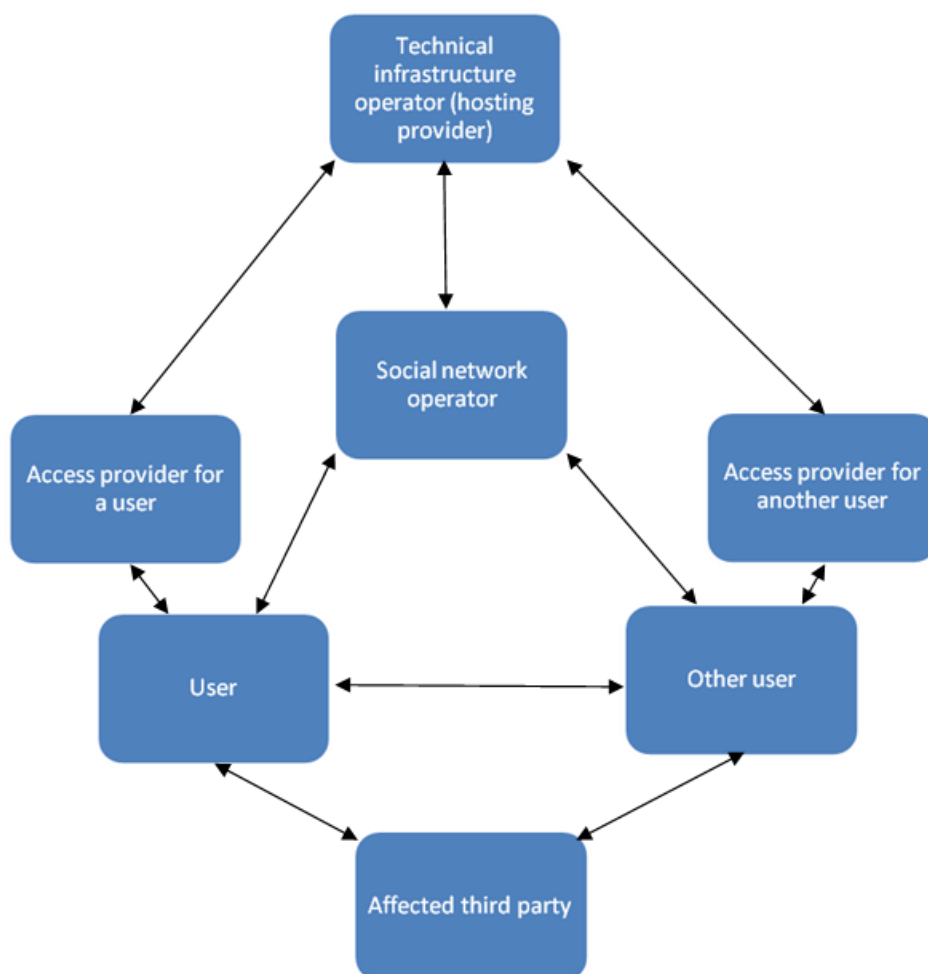 Technical
infrastructure
operator (hosting
provider)
Social network
operator
Access provider for
a user
Access provider for
another user
User
Other user
Affected third party